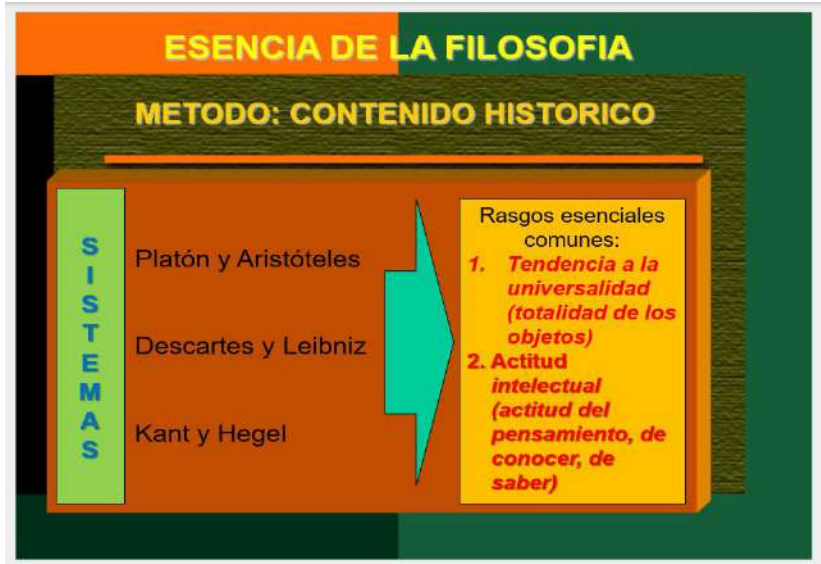 ESENCIA DE LA FILOSOFIA
METODO: CONTENIDO HISTORICO
SISTEMAS
Platón y Aristóteles
Descartes y Leibniz
Kant y Hegel
Rasgos esenciales
comunes:
1. Tendencia a la
universalidad
(totalidad de los
objetos)
2. Actitud
intelectual
(actitud del
pensamiento, de
conocer, de
saber)